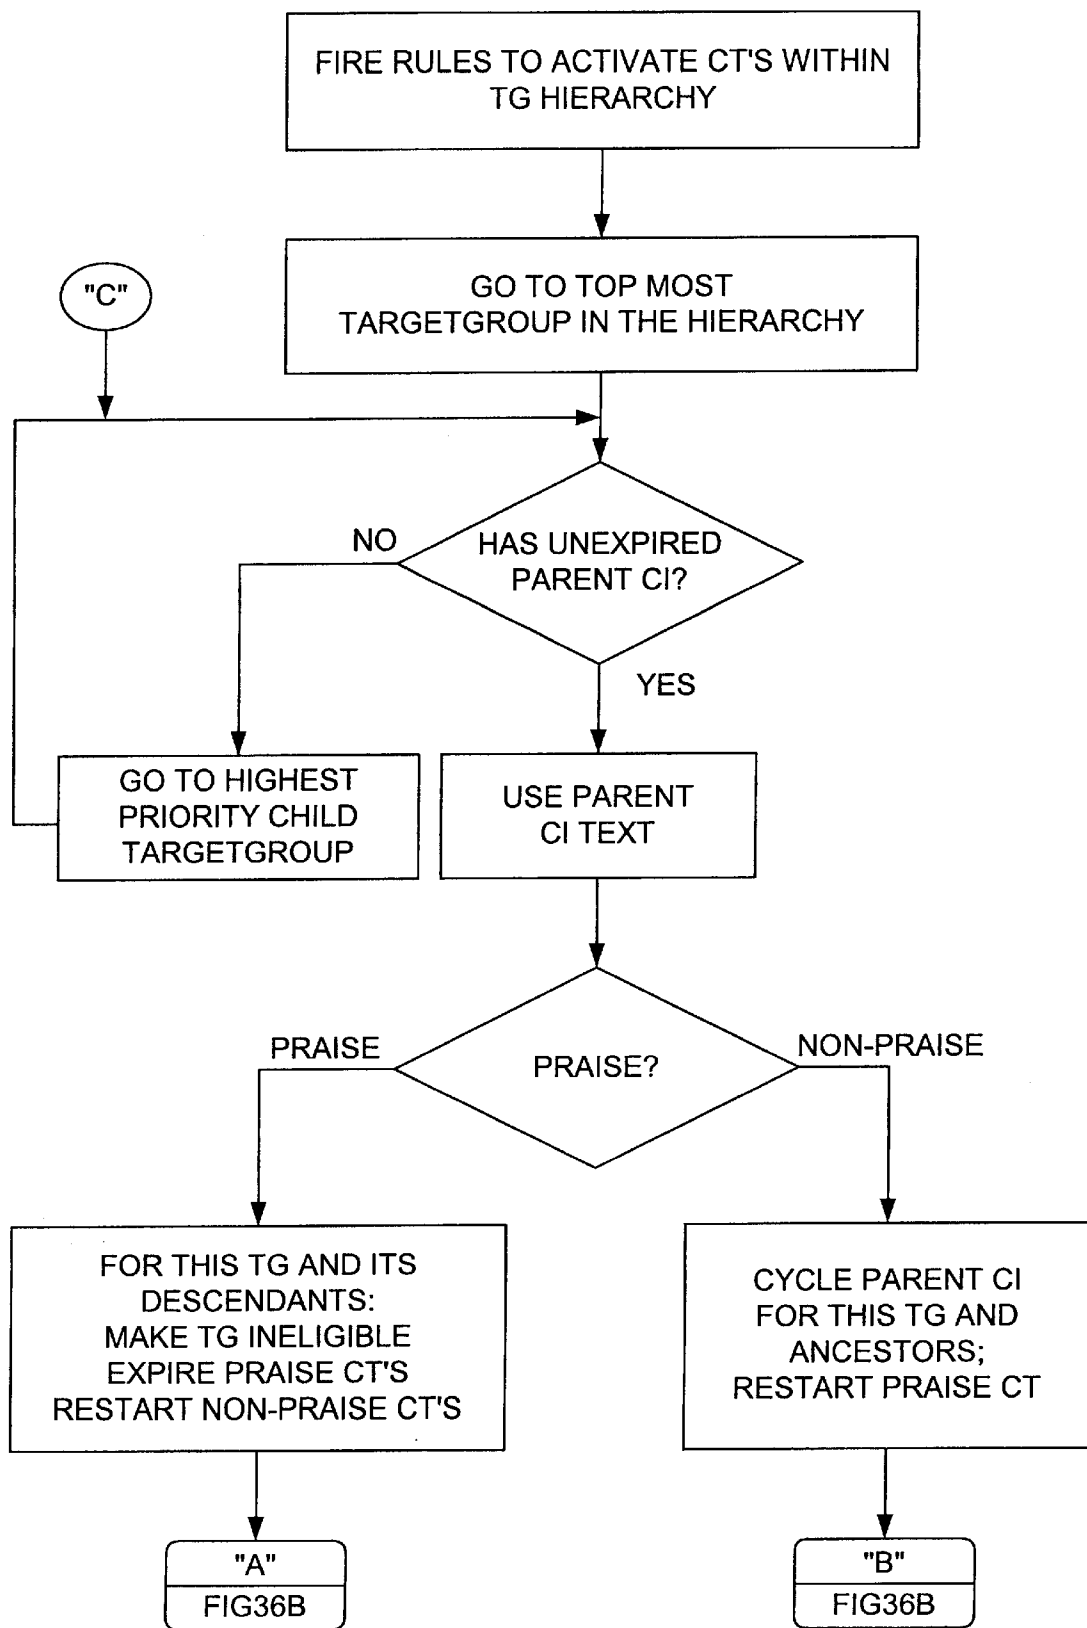 FIRE RULES TO ACTIVATE CT'S WITHIN
TG HIERARCHY
GO TO TOP MOST
TARGETGROUP IN THE HIERARCHY
"C"
HAS UNEXPIRED
PARENT CI?
NO
YES
GO TO HIGHEST
PRIORITY CHILD
TARGETGROUP
USE PARENT
CI TEXT
PRAISE?
PRAISE
NON-PRAISE
FOR THIS TG AND ITS
DESCENDANTS:
MAKE TG INELIGIBLE
EXPIRE PRAISE CT'S
RESTART NON-PRAISE CT'S
CYCLE PARENT CI
FOR THIS TG AND
ANCESTORS;
RESTART PRAISE CT
"A"
FIG36B
"B"
FIG36B